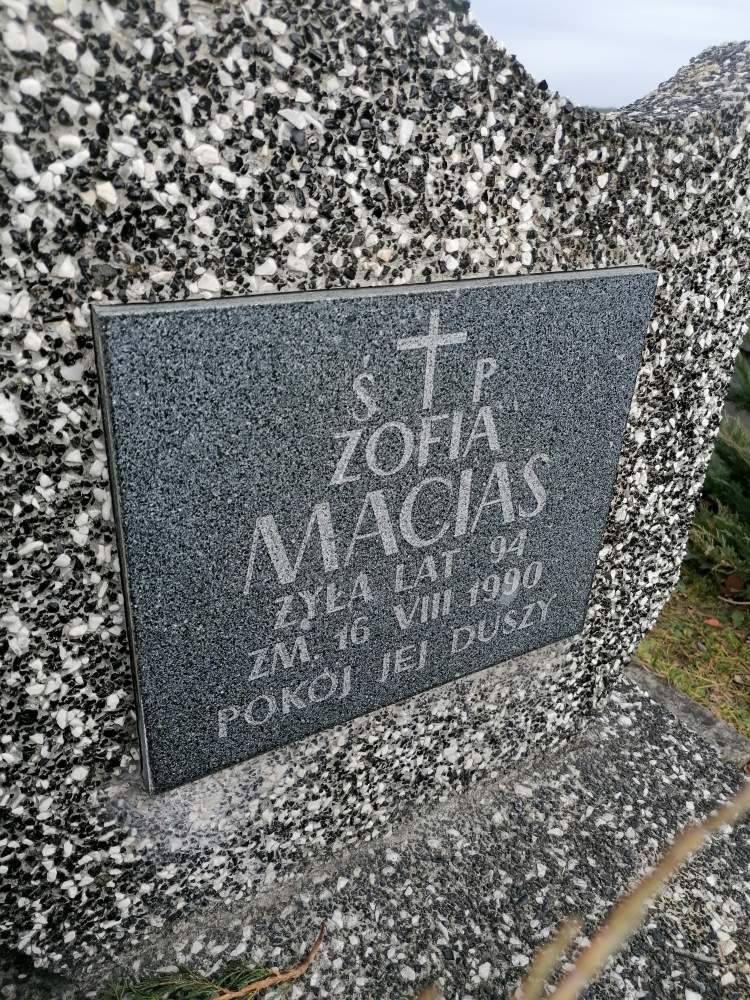 Ś P
ZOFIA
MACIAS
ŻYŁA LAT 94
ZM. 16 VIII 1990
POKÓJ JEJ DUSZY